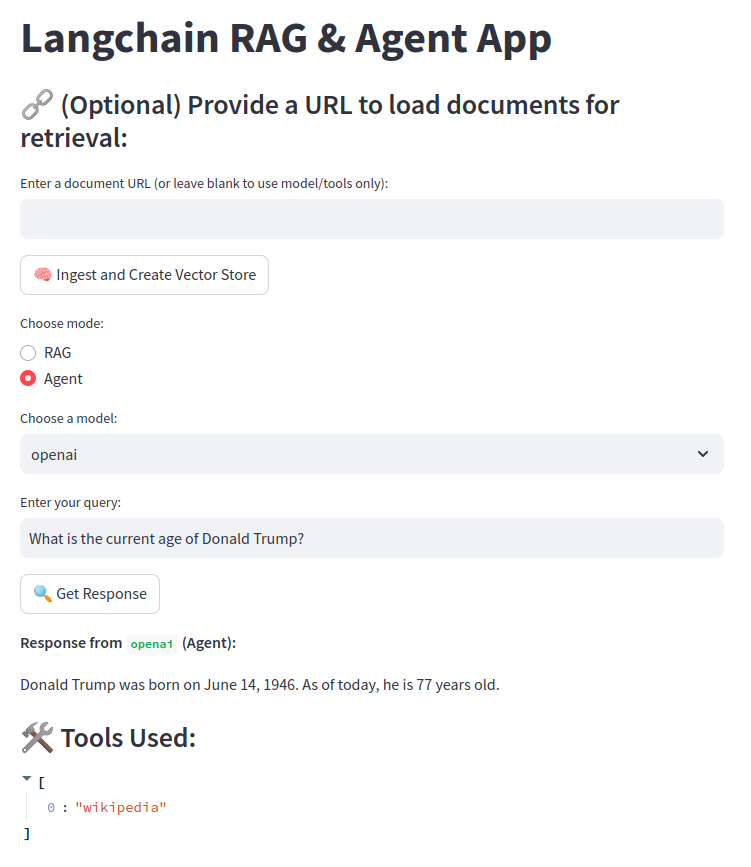 Langchain RAG & Agent App
🔗 (Optional) Provide a URL to load documents for
retrieval:
Enter a document URL (or leave blank to use model/tools only):
🧠 Ingest and Create Vector Store
Choose mode:
RAG
Agent
Choose a model:
openai
Enter your query:
What is the current age of Donald Trump?
🔍 Get Response
Response from openai (Agent):
Donald Trump was born on June 14, 1946. As of today, he is 77 years old.
🛠️ Tools Used:
[
0 : "wikipedia"
]